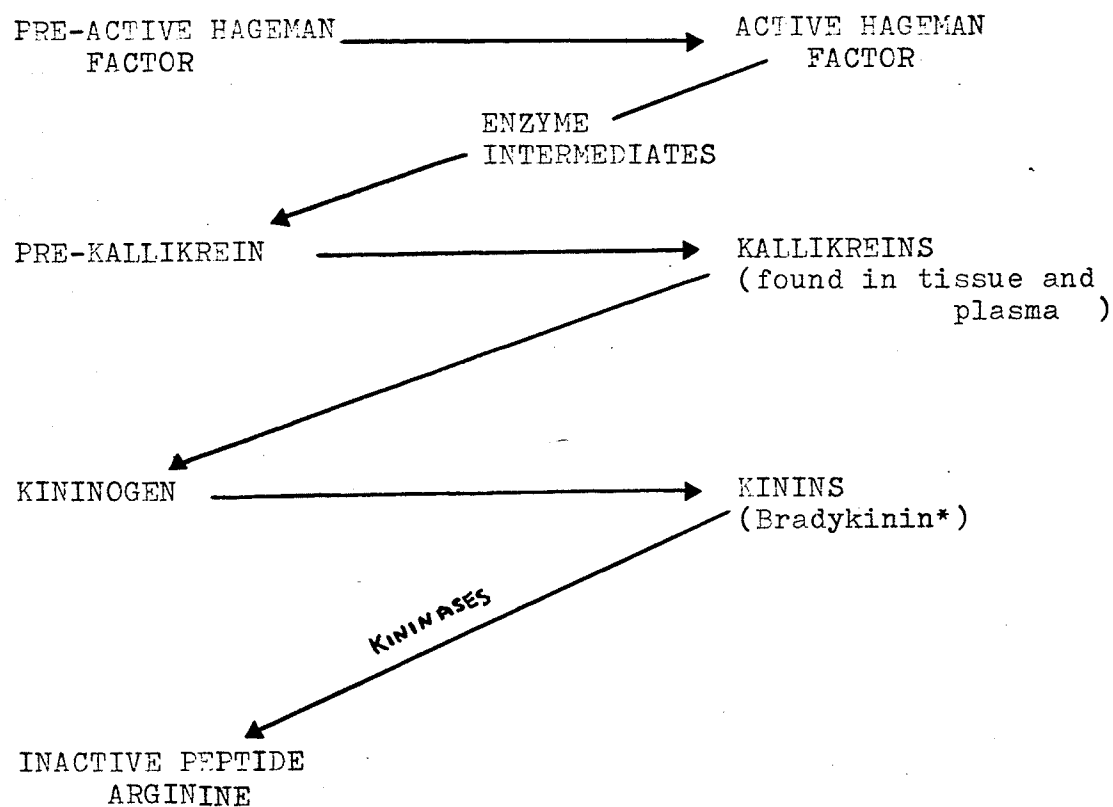 PRE-ACTIVE HAGEMAN
FACTOR
ACTIVE HAGEMAN
FACTOR
ENZYME
INTERMEDIATES
PRE-KALLIKREIN
KALLIKREINS
(found in tissue and
plasma )
KININOGEN
KININS
(Bradykinin*)
KININASES
INACTIVE PEPTIDE
ARGININE